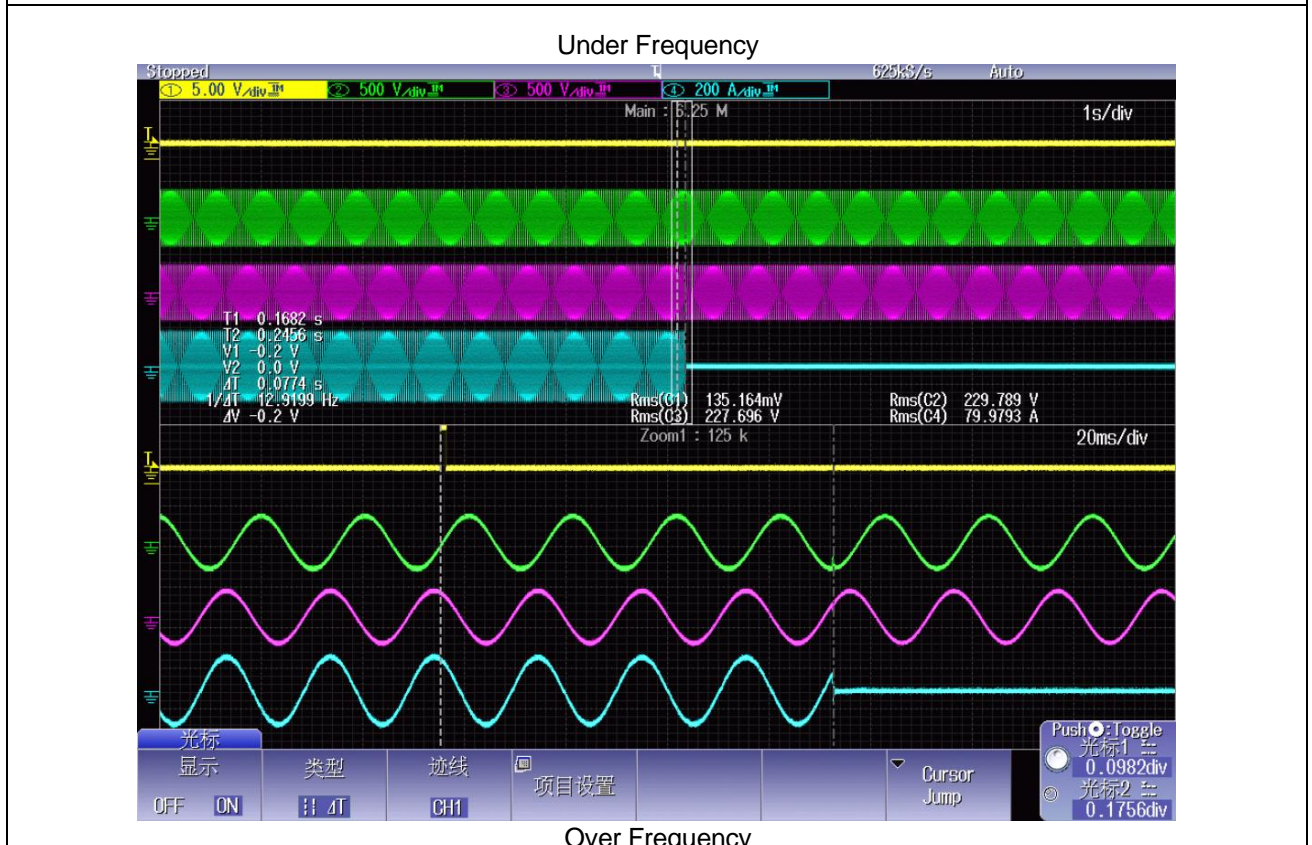 Under Frequency
Stopped 625kS/s Auto
① 5.00 V/div 1M ② 500 V/div 1M ③ 500 V/div 1M ④ 200 A/div 1M
Main : 6.25 M 1s/div
T1 0.1682 s
T2 0.2456 s
V1 -0.2 V
V2 0.0 V
ΔT 0.0774 s
1/ΔT 12.9199 Hz Rms(C1) 135.164mV Rms(C2) 229.789 V
ΔV -0.2 V Rms(C3) 227.696 V Rms(C4) 79.9793 A
Zoom1 : 125 k 20ms/div
光标 Push:Toggle
显示 类型 迹线 项目设置 Cursor Jump 光标1 0.0982div
OFF ON ΔT CH1 光标2 0.1756div
Over Frequency